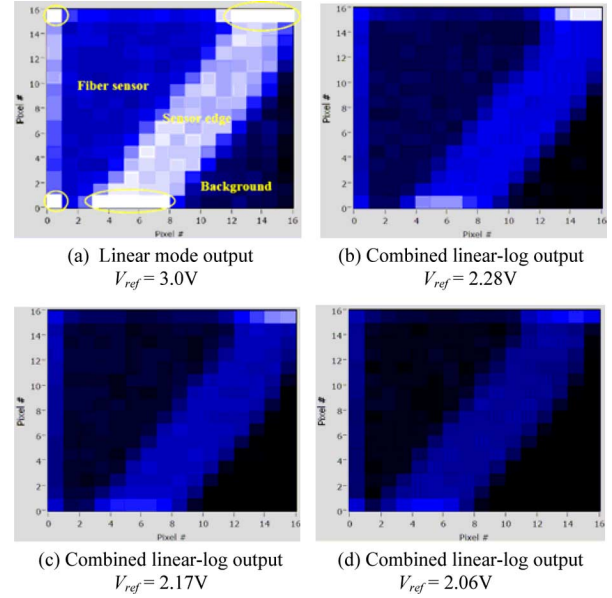 16
14
12
10
8
6
4
2
0
Pixel #
Fiber sensor
Sensor edge
Background
0 2 4 6 8 10 12 14 16
Pixel #
(a) Linear mode output
Vref = 3.0V
16
14
12
10
8
6
4
2
0
Pixel #
0 2 4 6 8 10 12 14 16
Pixel #
(b) Combined linear-log output
Vref = 2.28V
16
14
12
10
8
6
4
2
0
Pixel #
0 2 4 6 8 10 12 14 16
Pixel #
(c) Combined linear-log output
Vref = 2.17V
16
14
12
10
8
6
4
2
0
Pixel #
0 2 4 6 8 10 12 14 16
Pixel #
(d) Combined linear-log output
Vref = 2.06V